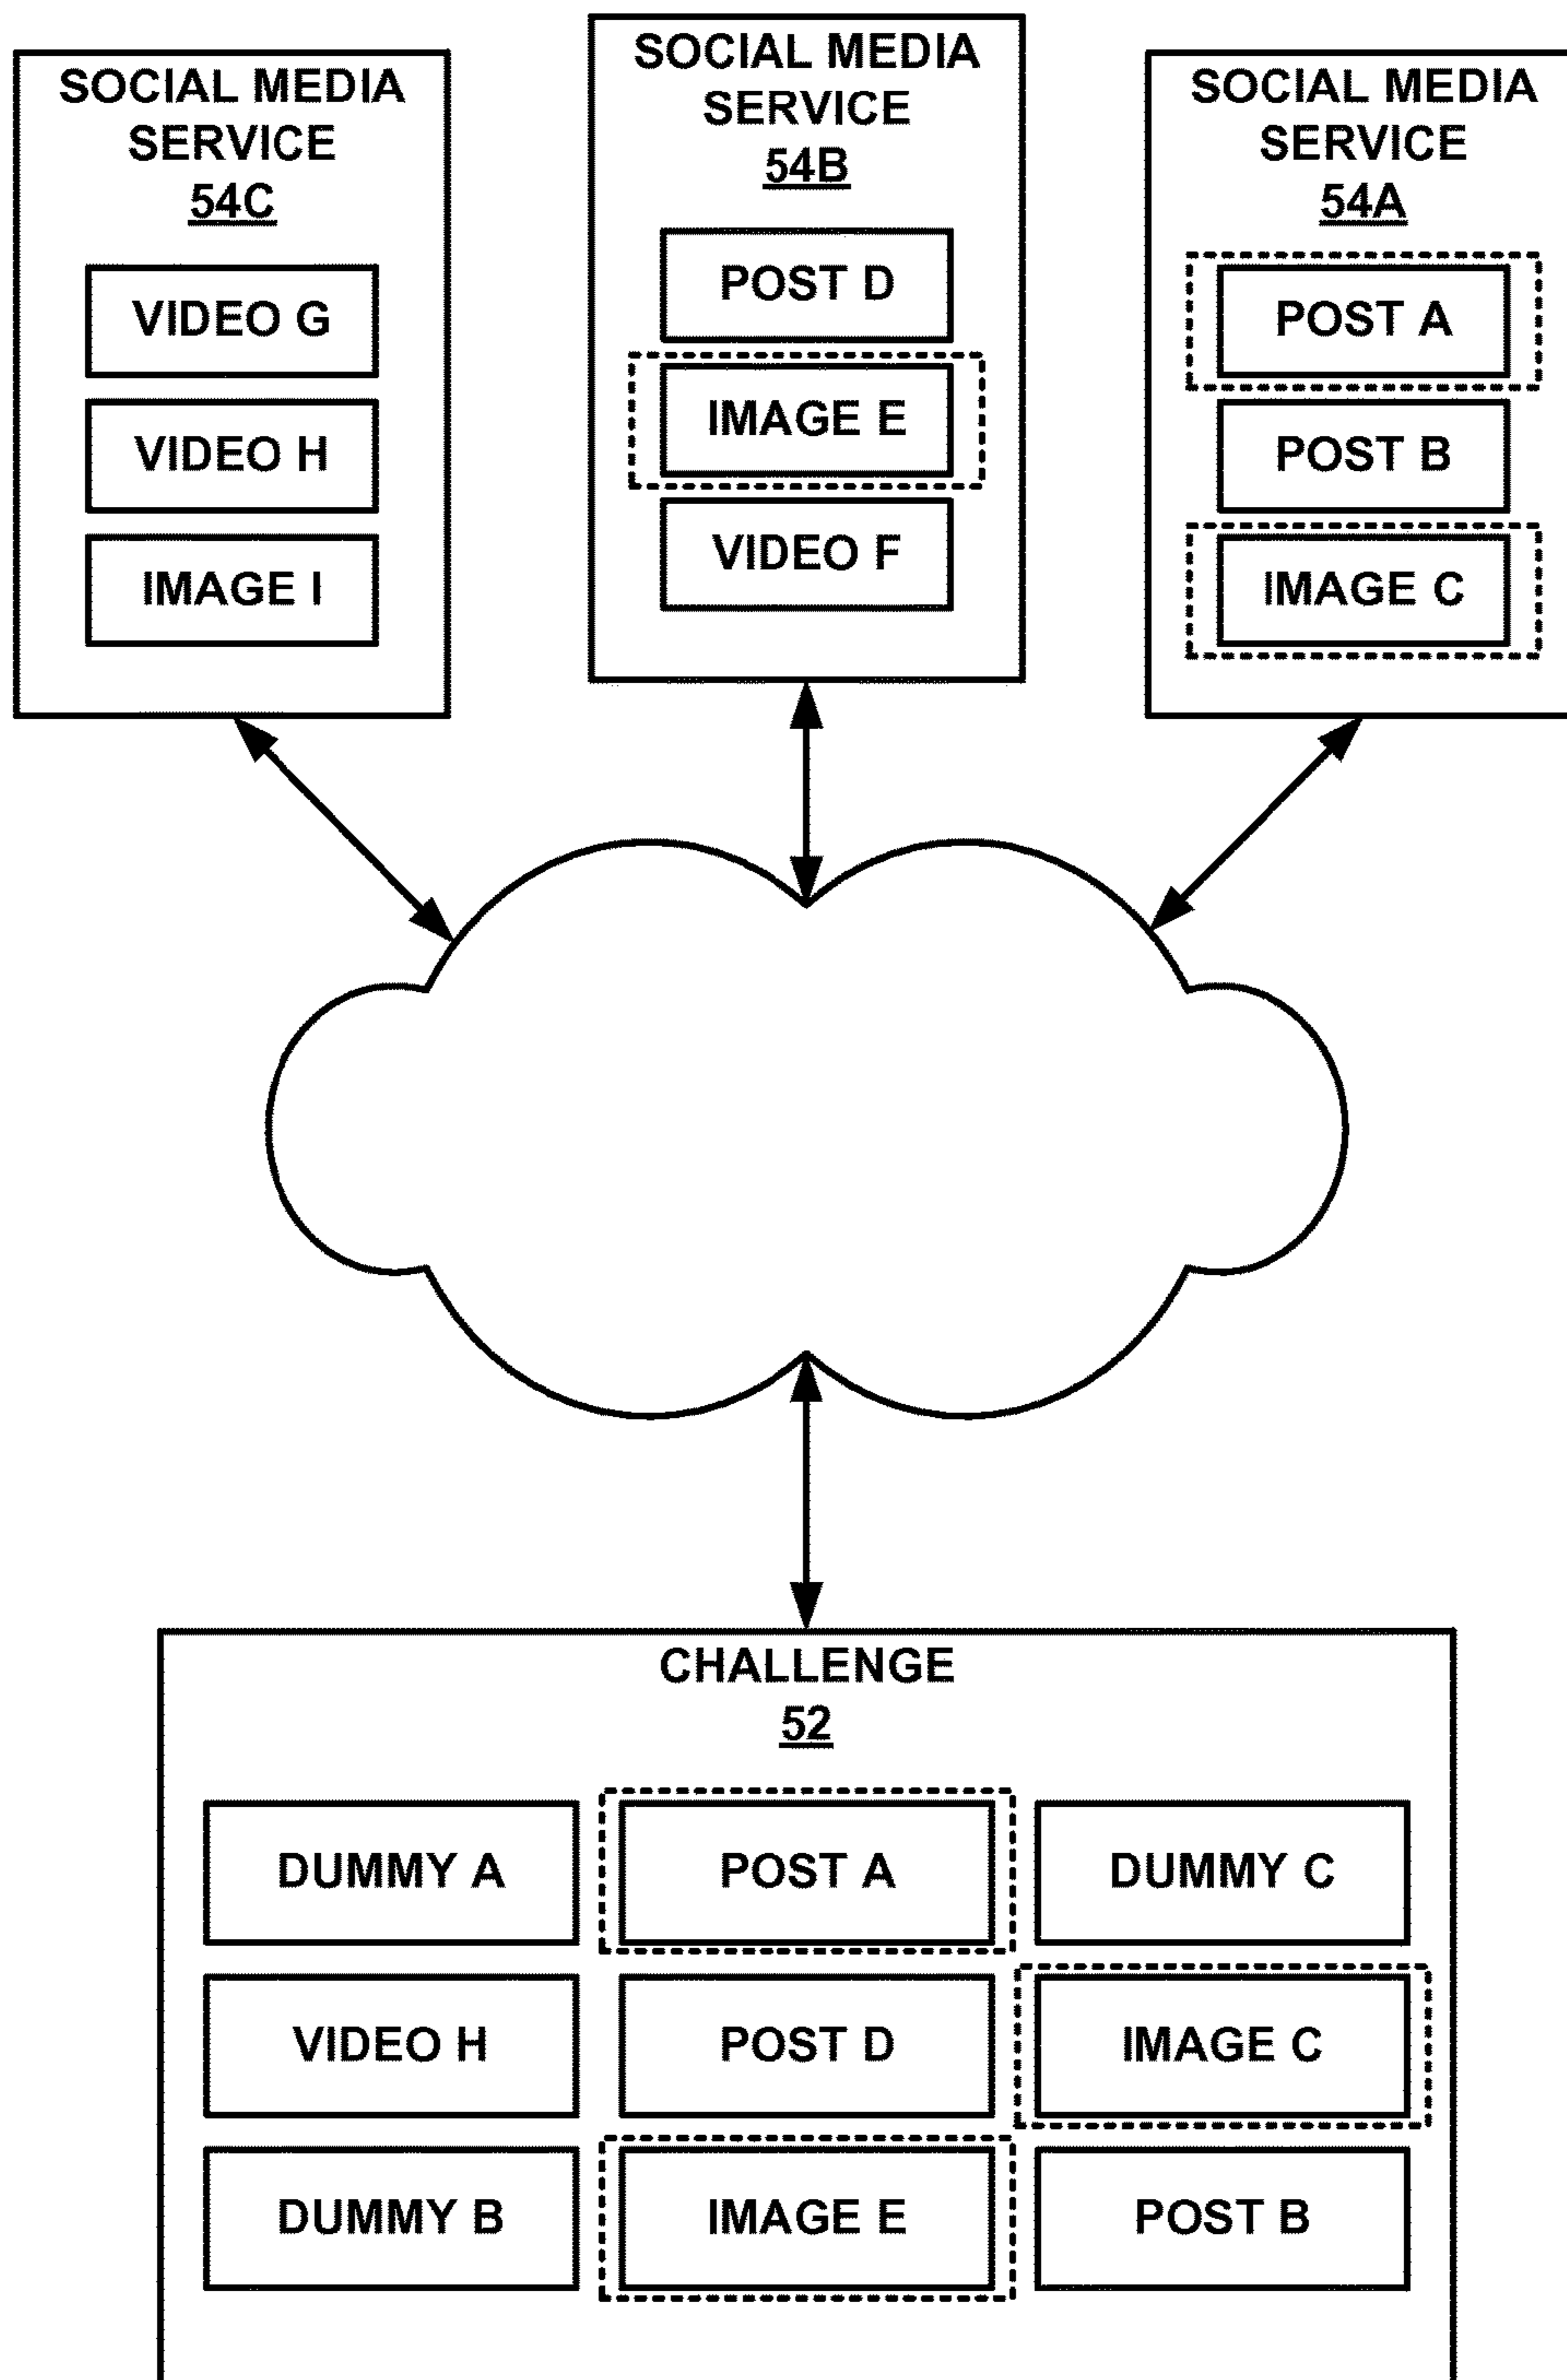 SOCIAL MEDIA
SERVICE
54C
VIDEO G
VIDEO H
IMAGE I
SOCIAL MEDIA
SERVICE
54B
POST D
IMAGE E
VIDEO F
SOCIAL MEDIA
SERVICE
54A
POST A
POST B
IMAGE C
CHALLENGE
52
DUMMY A
POST A
DUMMY C
VIDEO H
POST D
IMAGE C
DUMMY B
IMAGE E
POST B